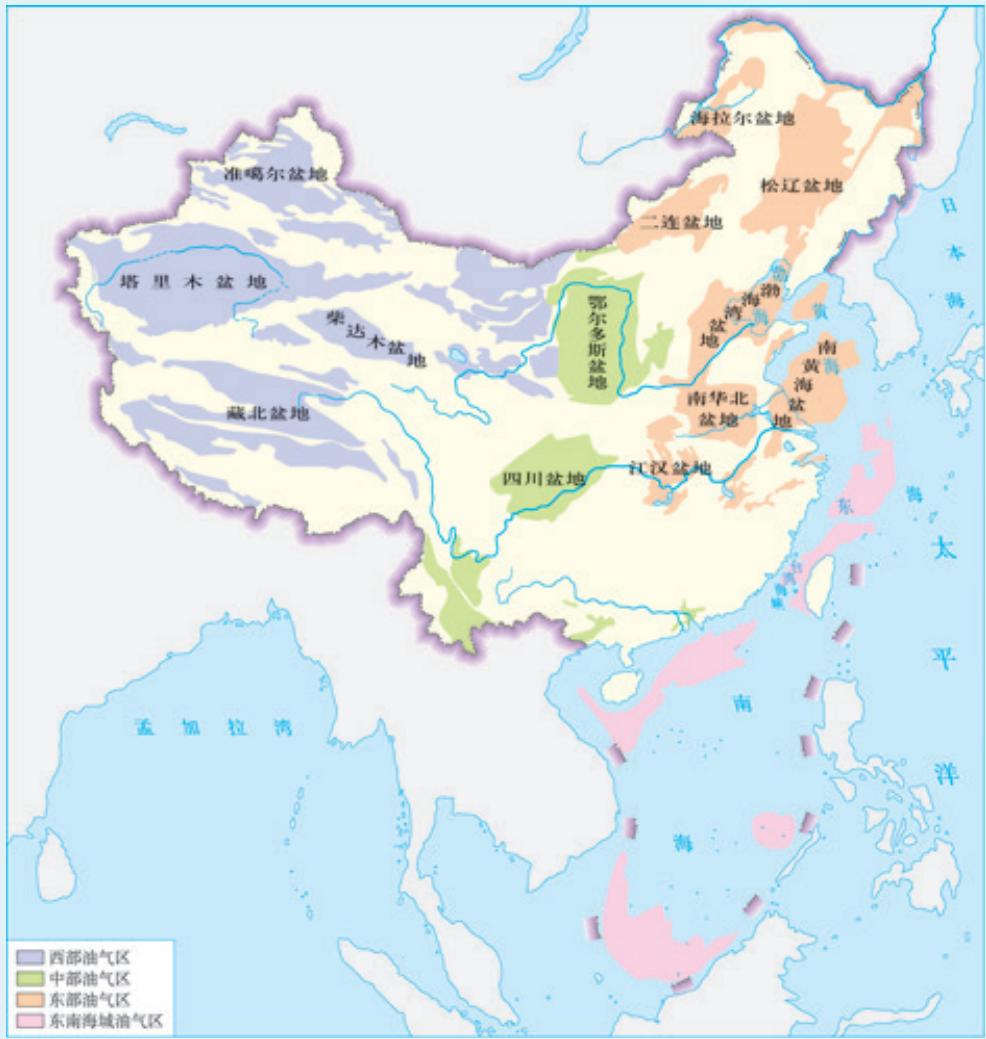 海拉尔盆地
准噶尔盆地
松辽盆地
二连盆地
日本海
塔里木盆地
渤海
渤海湾盆地
黄海
鄂尔多斯盆地
柴达木盆地
南黄海盆地
藏北盆地
南华北
盆地
四川盆地
江汉盆地
东海
太平洋
台湾海峡
南海
孟加拉湾
西部油气区
中部油气区
东部油气区
东南海域油气区